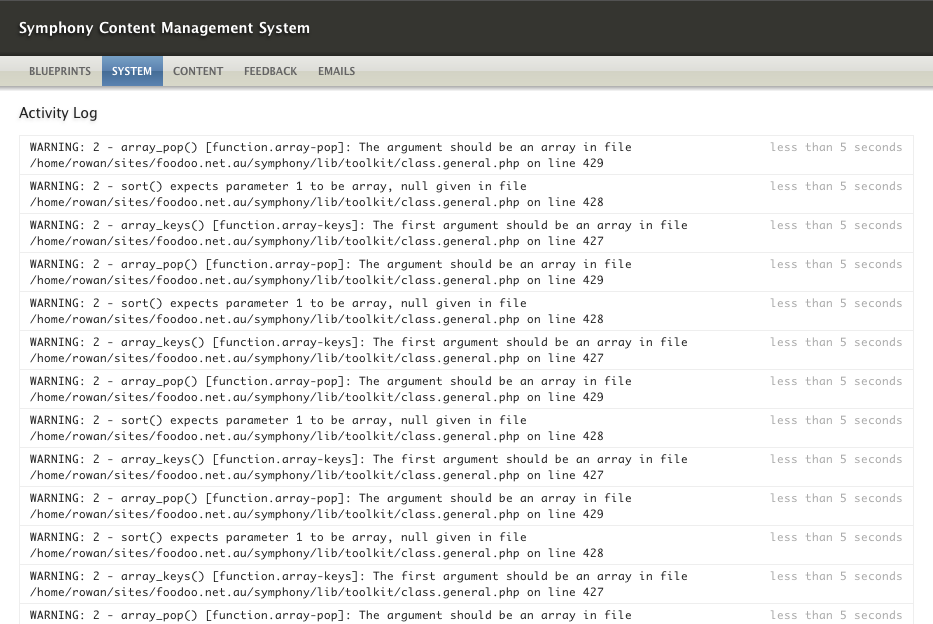 Symphony Content Management System
BLUEPRINTS SYSTEM CONTENT FEEDBACK EMAILS
Activity Log
WARNING: 2 - array_pop() [function.array-pop]: The argument should be an array in file less than 5 seconds
/home/rowan/sites/foodoo.net.au/symphony/lib/toolkit/class.general.php on line 429
WARNING: 2 - sort() expects parameter 1 to be array, null given in file less than 5 seconds
/home/rowan/sites/foodoo.net.au/symphony/lib/toolkit/class.general.php on line 428
WARNING: 2 - array_keys() [function.array-keys]: The first argument should be an array in file less than 5 seconds
/home/rowan/sites/foodoo.net.au/symphony/lib/toolkit/class.general.php on line 427
WARNING: 2 - array_pop() [function.array-pop]: The argument should be an array in file less than 5 seconds
/home/rowan/sites/foodoo.net.au/symphony/lib/toolkit/class.general.php on line 429
WARNING: 2 - sort() expects parameter 1 to be array, null given in file less than 5 seconds
/home/rowan/sites/foodoo.net.au/symphony/lib/toolkit/class.general.php on line 428
WARNING: 2 - array_keys() [function.array-keys]: The first argument should be an array in file less than 5 seconds
/home/rowan/sites/foodoo.net.au/symphony/lib/toolkit/class.general.php on line 427
WARNING: 2 - array_pop() [function.array-pop]: The argument should be an array in file less than 5 seconds
/home/rowan/sites/foodoo.net.au/symphony/lib/toolkit/class.general.php on line 429
WARNING: 2 - sort() expects parameter 1 to be array, null given in file less than 5 seconds
/home/rowan/sites/foodoo.net.au/symphony/lib/toolkit/class.general.php on line 428
WARNING: 2 - array_keys() [function.array-keys]: The first argument should be an array in file less than 5 seconds
/home/rowan/sites/foodoo.net.au/symphony/lib/toolkit/class.general.php on line 427
WARNING: 2 - array_pop() [function.array-pop]: The argument should be an array in file less than 5 seconds
/home/rowan/sites/foodoo.net.au/symphony/lib/toolkit/class.general.php on line 429
WARNING: 2 - sort() expects parameter 1 to be array, null given in file less than 5 seconds
/home/rowan/sites/foodoo.net.au/symphony/lib/toolkit/class.general.php on line 428
WARNING: 2 - array_keys() [function.array-keys]: The first argument should be an array in file less than 5 seconds
/home/rowan/sites/foodoo.net.au/symphony/lib/toolkit/class.general.php on line 427
WARNING: 2 - array_pop() [function.array-pop]: The argument should be an array in file less than 5 seconds